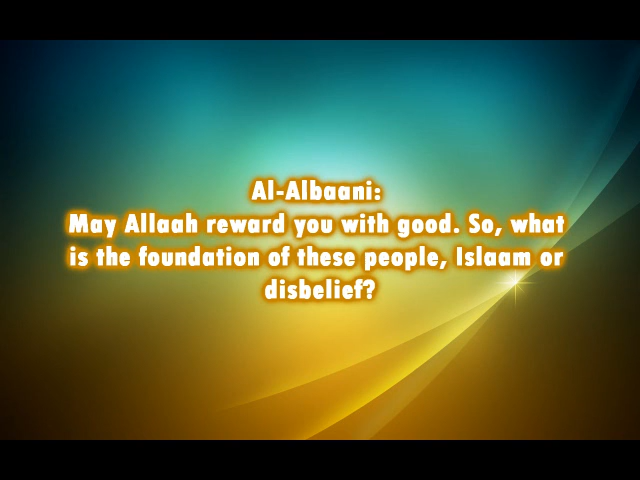 Al-Albaani:
May Allaah reward you with good. So, what
is the foundation of these people, Islaam or
disbelief?